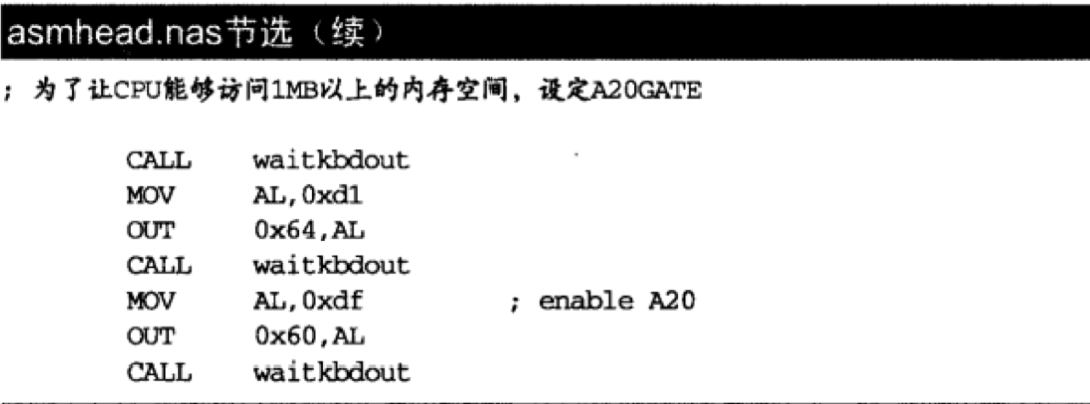 asmhead.nas节选（续）
; 为了让CPU能够访问1MB以上的内存空间，设定A20GATE
CALL waitkbdout
MOV AL,0xd1
OUT 0x64,AL
CALL waitkbdout
MOV AL,0xdf ; enable A20
OUT 0x60,AL
CALL waitkbdout